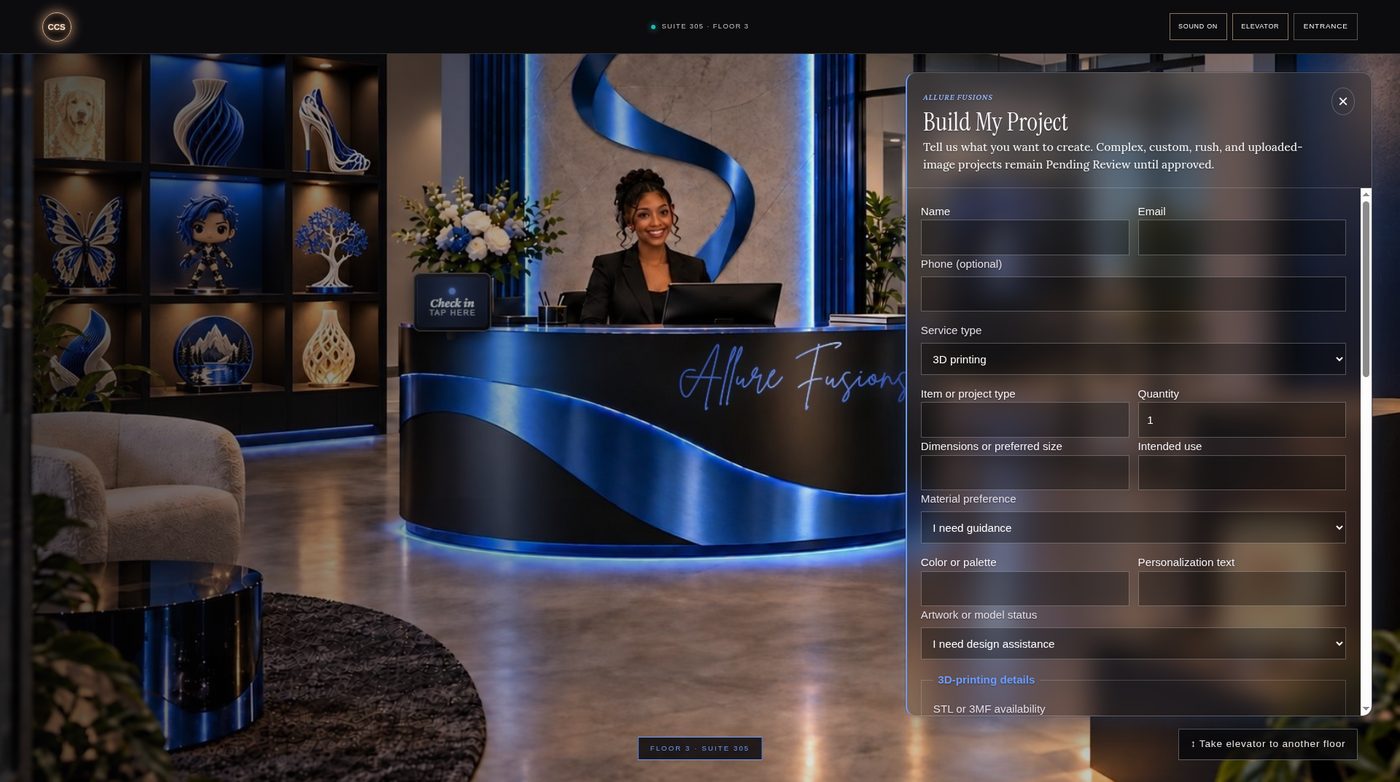 CCS
SUITE 305 · FLOOR 3
SOUND ON
ELEVATOR
ENTRANCE
ALLURE FUSIONS
Build My Project
Tell us what you want to create. Complex, custom, rush, and uploaded-
image projects remain Pending Review until approved.
Name
Email
Phone (optional)
Service type
3D printing
Item or project type
Quantity
1
Dimensions or preferred size
Intended use
Material preference
I need guidance
Color or palette
Personalization text
Artwork or model status
I need design assistance
3D-printing details
STL or 3MF availability
Check in
TAP HERE
Allure Fusions
FLOOR 3 · SUITE 305
↕ Take elevator to another floor